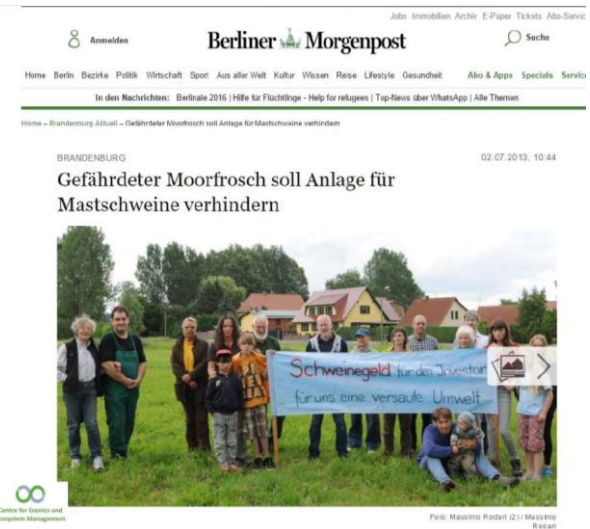 Jobs Immobilien Archiv E-Paper Tickets Abo-Servic
Anmelden
Berliner Morgenpost
Suche
Home Berlin Bezirke Politik Wirtschaft Sport Aus aller Welt Kultur Wissen Reise Lifestyle Gesundheit Abo & Apps Specials Service
In den Nachrichten: Berlinale 2016 | Hilfe für Flüchtlinge - Help for refugees | Top-News über WhatsApp | Alle Themen
Home – Brandenburg Aktuell – Gefährdeter Moorfrosch soll Anlage für Mastschweine verhindern
BRANDENBURG
02.07.2013, 10:44
Gefährdeter Moorfrosch soll Anlage für
Mastschweine verhindern
Schweinegeld für den Investor
für uns eine versaute Umwelt
Centre for Econics and
Ecosystem Management
Foto: Massimo Rodari (2) / Massimo
Rodari